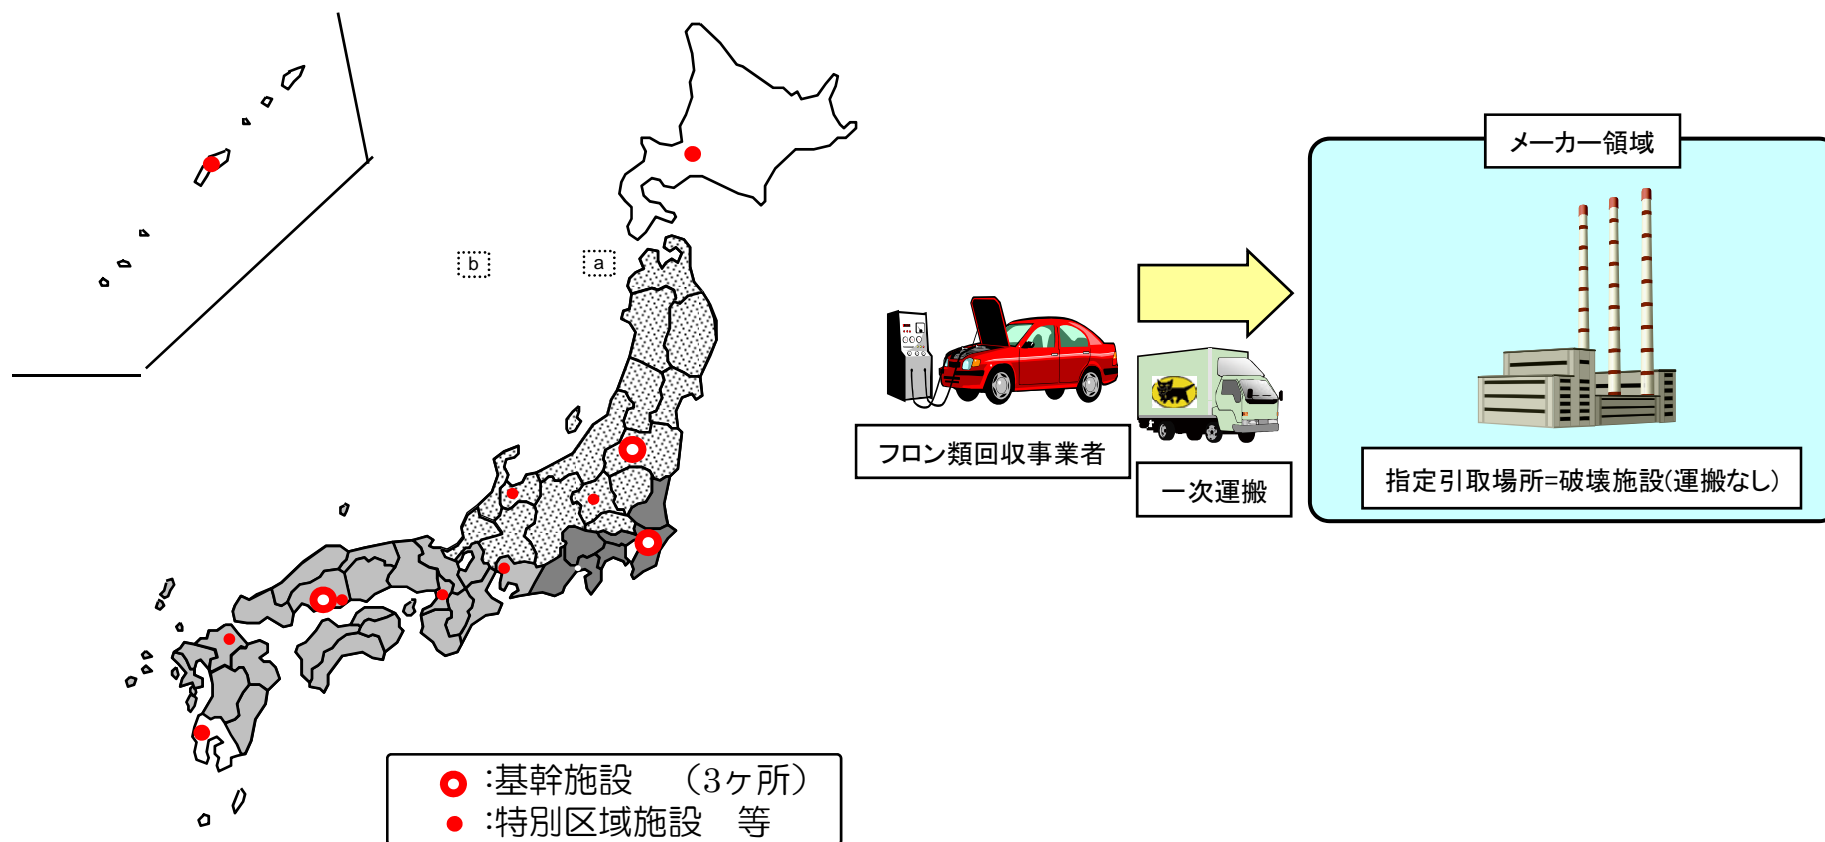 メーカー領域
b
a
フロン類回収事業者
一次運搬
指定引取場所=破壊施設(運搬なし)
:基幹施設 (3ヶ所)
:特別区域施設 等